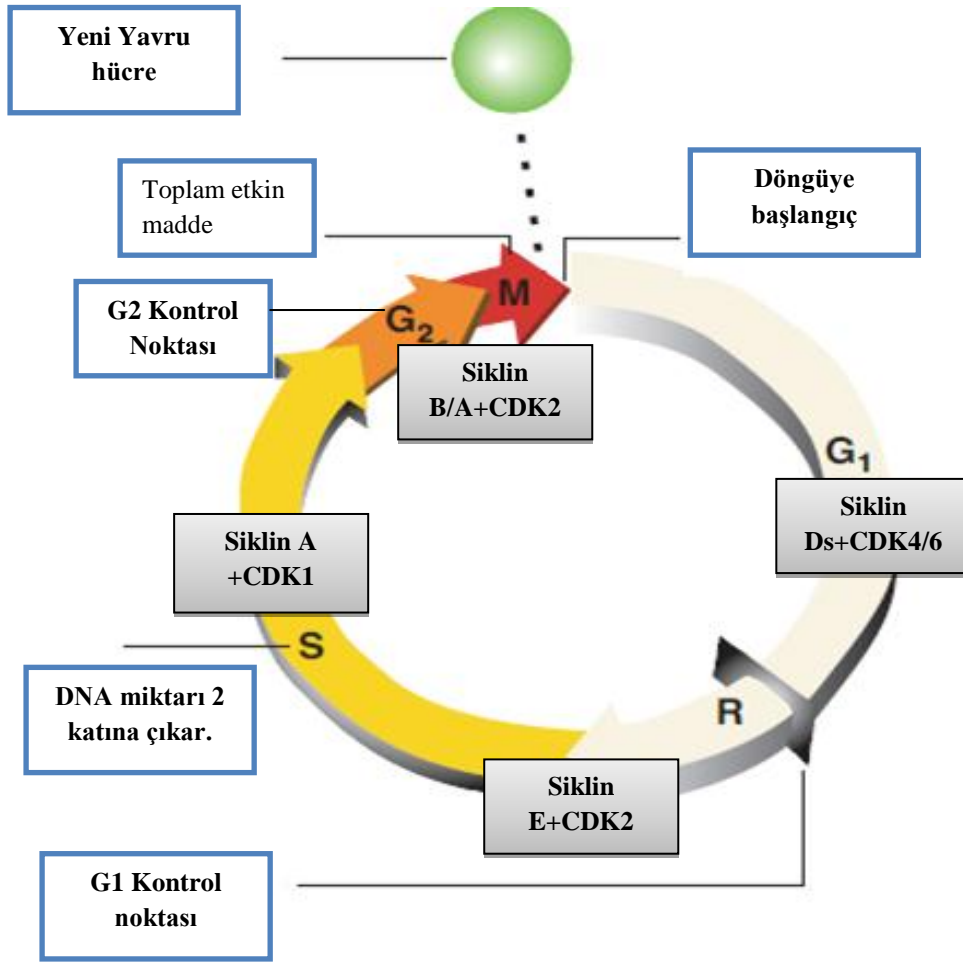 Yeni Yavru
hücre
Toplam etkin
madde
Döngüye
başlangıç
M
G2 Kontrol
Noktası
G₂
Siklin
B/A+CDK2
G₁
Siklin
Ds+CDK4/6
Siklin A
+CDK1
S
DNA miktarı 2
katına çıkar.
R
Siklin
E+CDK2
G1 Kontrol
noktası